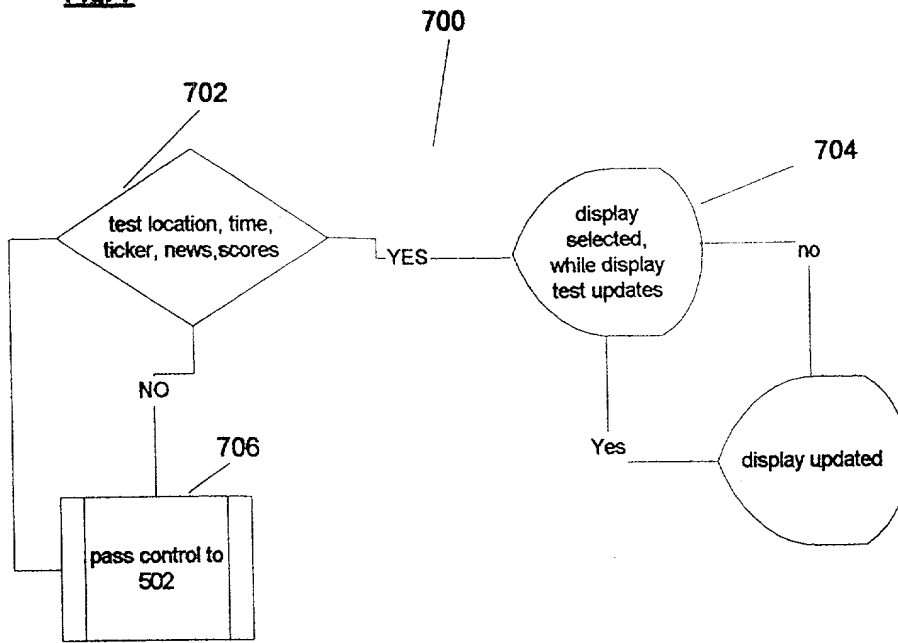 700
702
704
test location, time,
ticker, news,scores
YES
display
selected,
while display
test updates
no
NO
Yes
display updated
706
pass control to
502